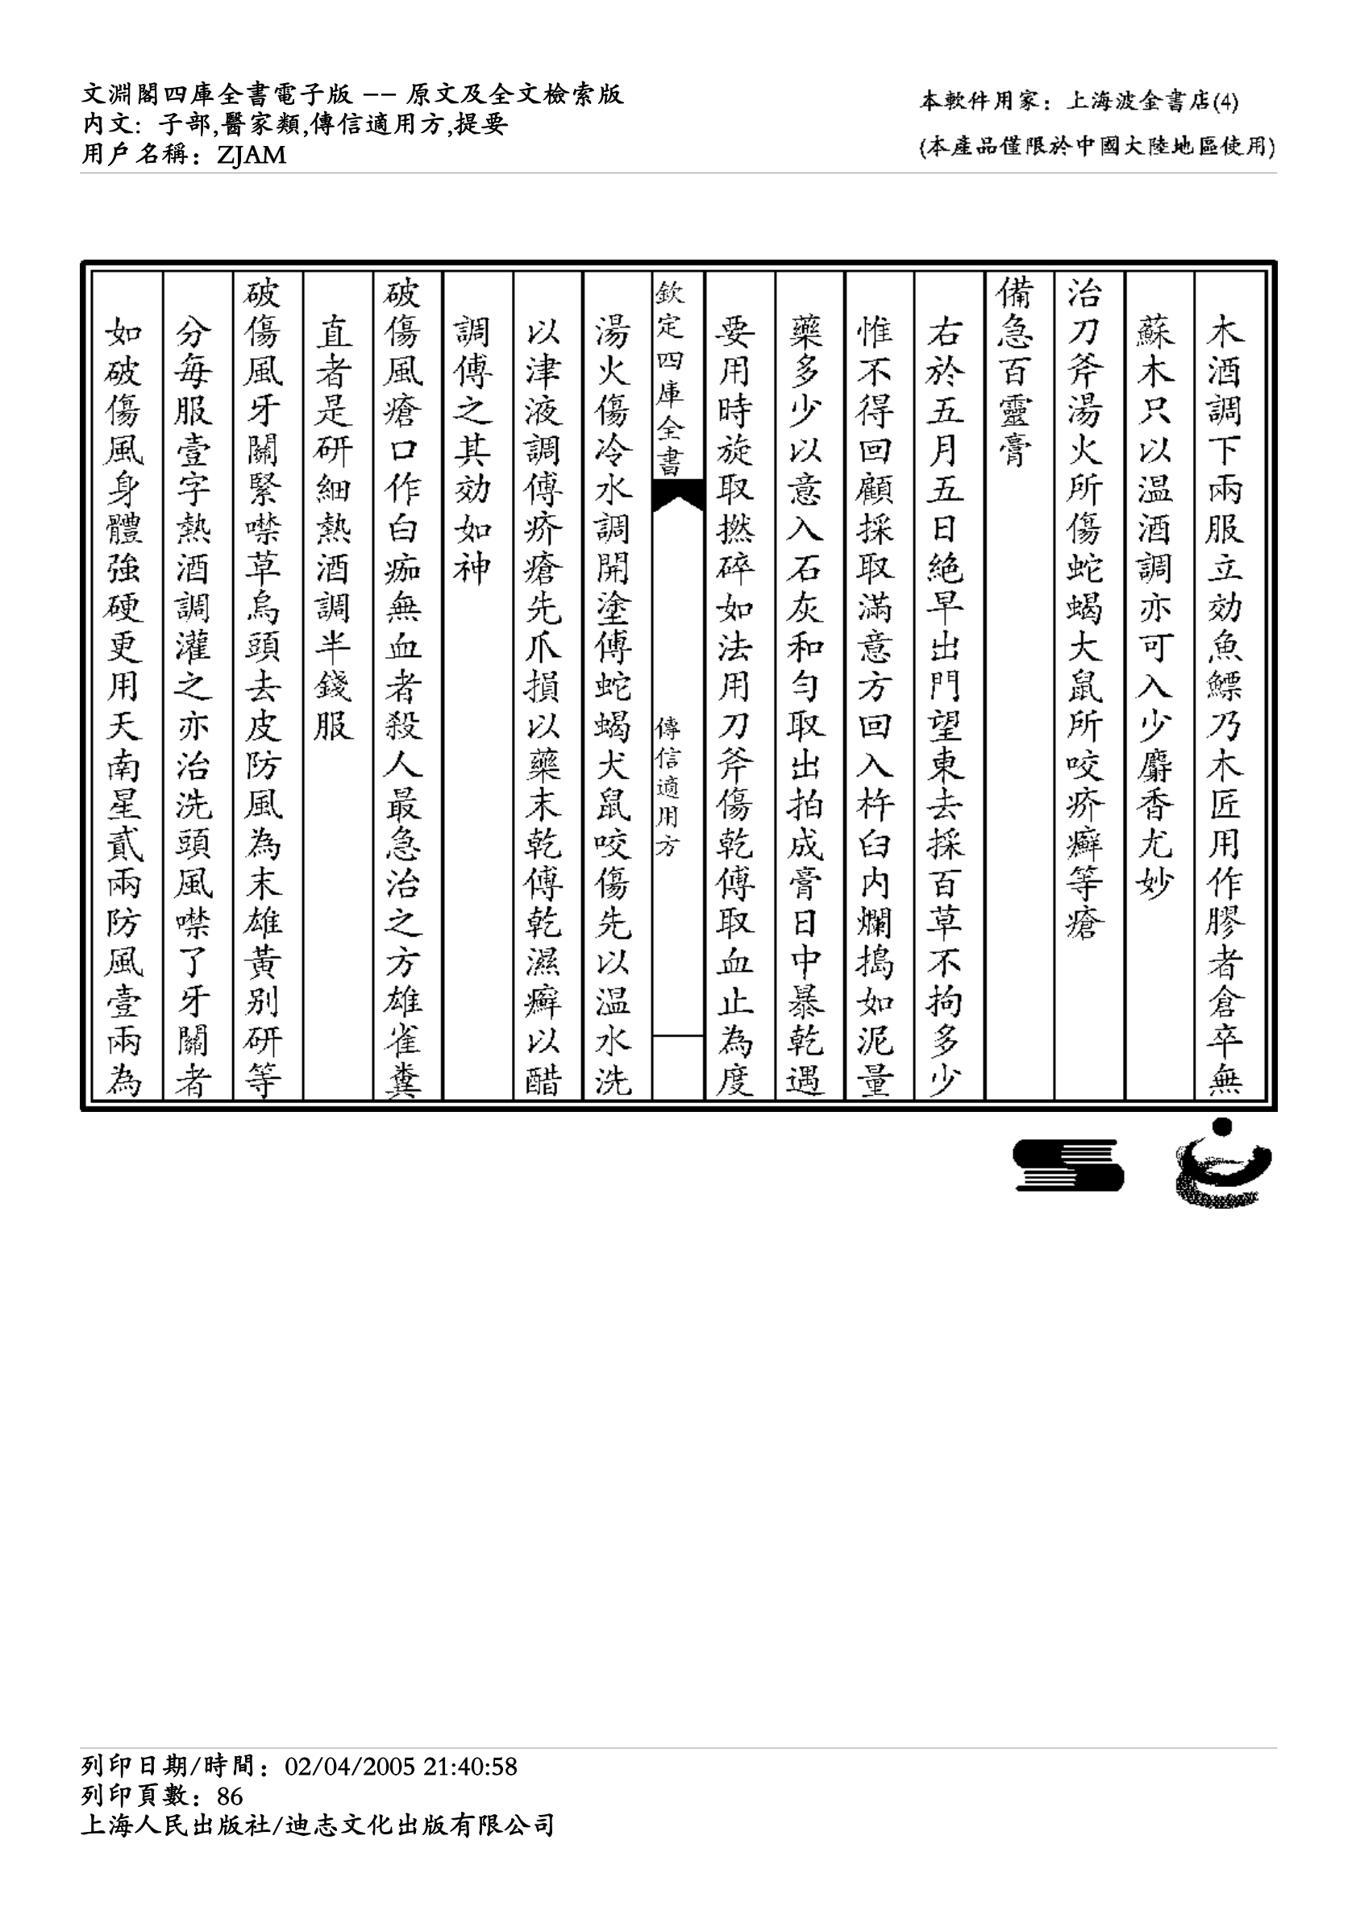 文淵閣四庫全書電子版 −− 原文及全文檢索版
内文: 子部,醫家類,傳信適用方,提要
用戶名稱：ZJAM
本軟件用家：上海波金書店(4)
(本產品僅限於中國大陸地區使用)
木酒調下兩服立効魚鰾乃木匠用作膠者倉卒無
蘇木只以温酒調亦可入少麝香尤妙
治刀斧湯火所傷蛇蝎大鼠所咬疥癬等瘡
備急百靈膏
右於五月五日絶早出門望東去採百草不拘多少
惟不得回顧採取滿意方回入杵臼内爛搗如泥量
藥多少以意入石灰和勻取出拍成膏日中暴乾遇
要用時旋取撚碎如法用刀斧傷乾傅取血止為度
欽定四庫全書
傳信適用方
湯火傷冷水調開塗傅蛇蝎犬鼠咬傷先以温水洗
以津液調傅疥瘡先爪損以藥末乾傅乾濕癬以醋
調傅之其効如神
破傷風瘡口作白痂無血者殺人最急治之方雄雀糞
直者是研細熱酒調半錢服
破傷風牙關緊噤草烏頭去皮防風為末雄黃别研等
分每服壹字熱酒調灌之亦治洗頭風噤了牙關者
如破傷風身體強硬更用天南星貳兩防風壹兩為
列印日期/時間：02/04/2005 21:40:58
列印頁數：86
上海人民出版社/迪志文化出版有限公司